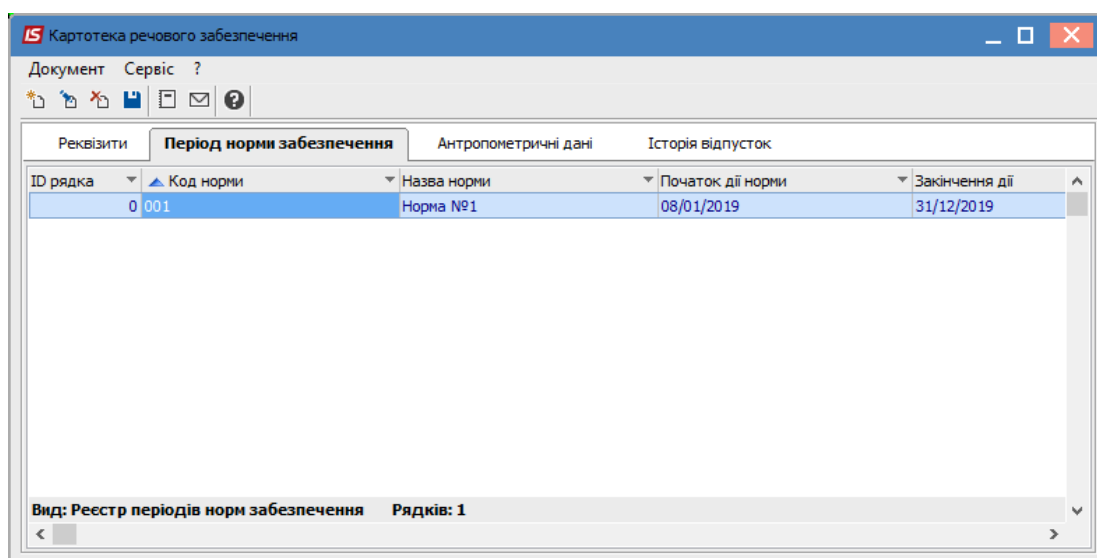 Картотека речового забезпечення
Документ Сервіс ?
Реквізити Період норми забезпечення Антропометричні дані Історія відпусток
ID рядка Код норми Назва норми Початок дії норми Закінчення дії
0 001 Норма №1 08/01/2019 31/12/2019
Вид: Реєстр періодів норм забезпечення Рядків: 1